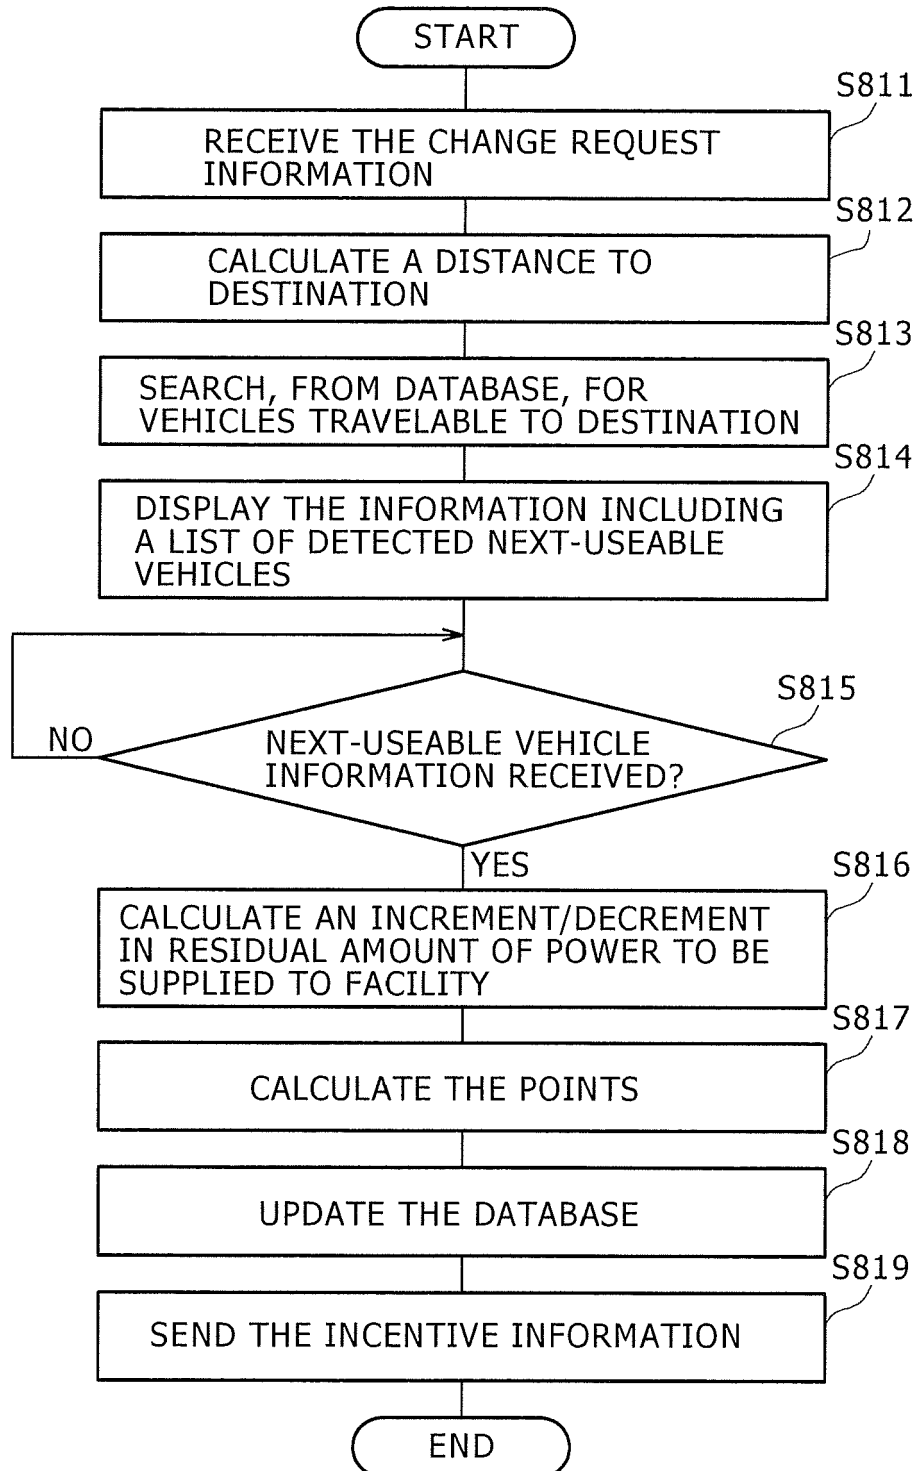 START
S811
RECEIVE THE CHANGE REQUEST
INFORMATION
S812
CALCULATE A DISTANCE TO
DESTINATION
S813
SEARCH, FROM DATABASE, FOR
VEHICLES TRAVELABLE TO DESTINATION
S814
DISPLAY THE INFORMATION INCLUDING
A LIST OF DETECTED NEXT-USEABLE
VEHICLES
S815
NO
NEXT-USEABLE VEHICLE
INFORMATION RECEIVED?
YES
S816
CALCULATE AN INCREMENT/DECREMENT
IN RESIDUAL AMOUNT OF POWER TO BE
SUPPLIED TO FACILITY
S817
CALCULATE THE POINTS
S818
UPDATE THE DATABASE
S819
SEND THE INCENTIVE INFORMATION
END